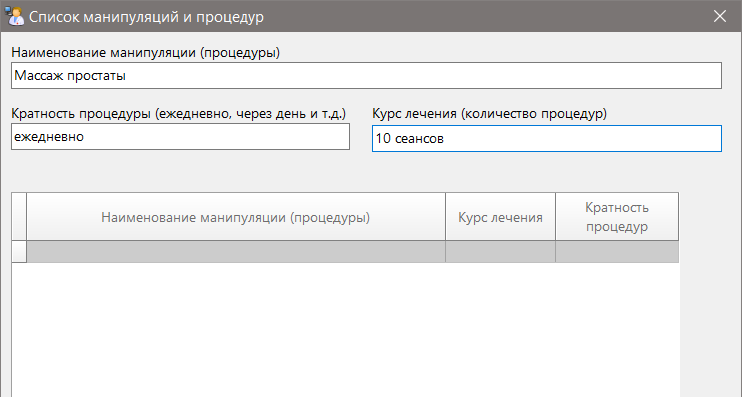 Список манипуляций и процедур
Наименование манипуляции (процедуры)
Массаж простаты
Кратность процедуры (ежедневно, через день и т.д.)
Курс лечения (количество процедур)
ежедневно
10 сеансов
Наименование манипуляции (процедуры)
Курс лечения
Кратность
процедур